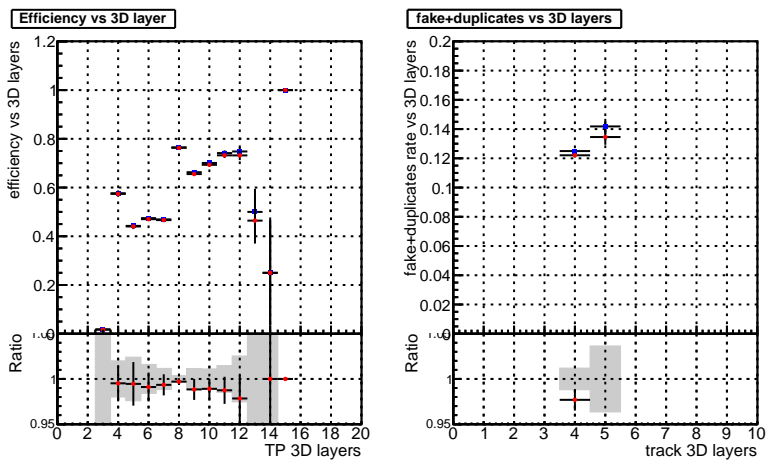 Efficiency vs 3D layer
fake+duplicates vs 3D layers
efficiency vs 3D layers
1.2
1
0.8
0.6
0.4
0.2
0
fake+duplicates rate vs 3D layers
0.2
0.18
0.16
0.14
0.12
0.1
0.08
0.06
0.04
0.02
0
Ratio
1
0.95
0 2 4 6 8 10 12 14 16 18 20
TP 3D layers
Ratio
1
0.95
0 1 2 3 4 5 6 7 8 9 10
track 3D layers